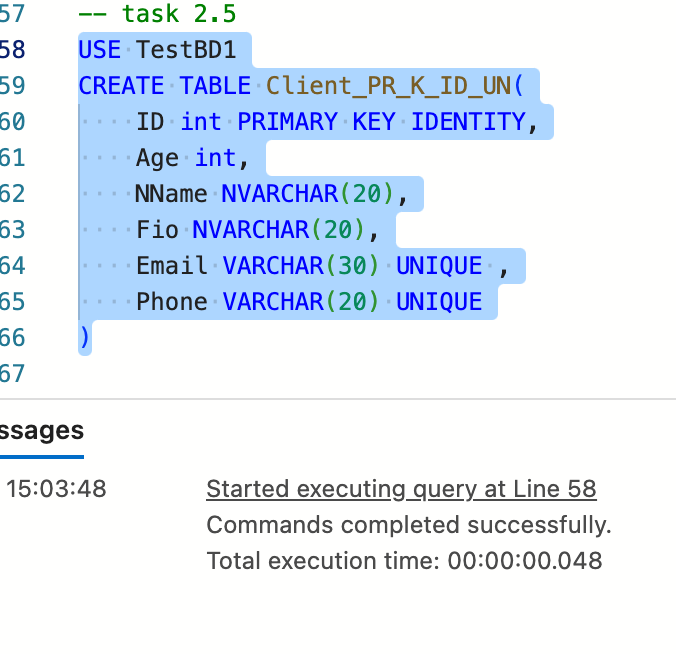 57 -- task 2.5
58 USE TestBD1
59 CREATE TABLE Client_PR_K_ID_UN(
60 ID int PRIMARY KEY IDENTITY,
61 Age int,
62 NName NVARCHAR(20),
63 Fio NVARCHAR(20),
64 Email VARCHAR(30) UNIQUE ,
65 Phone VARCHAR(20) UNIQUE
66 )
67
ssages
15:03:48 Started executing query at Line 58
Commands completed successfully.
Total execution time: 00:00:00.048